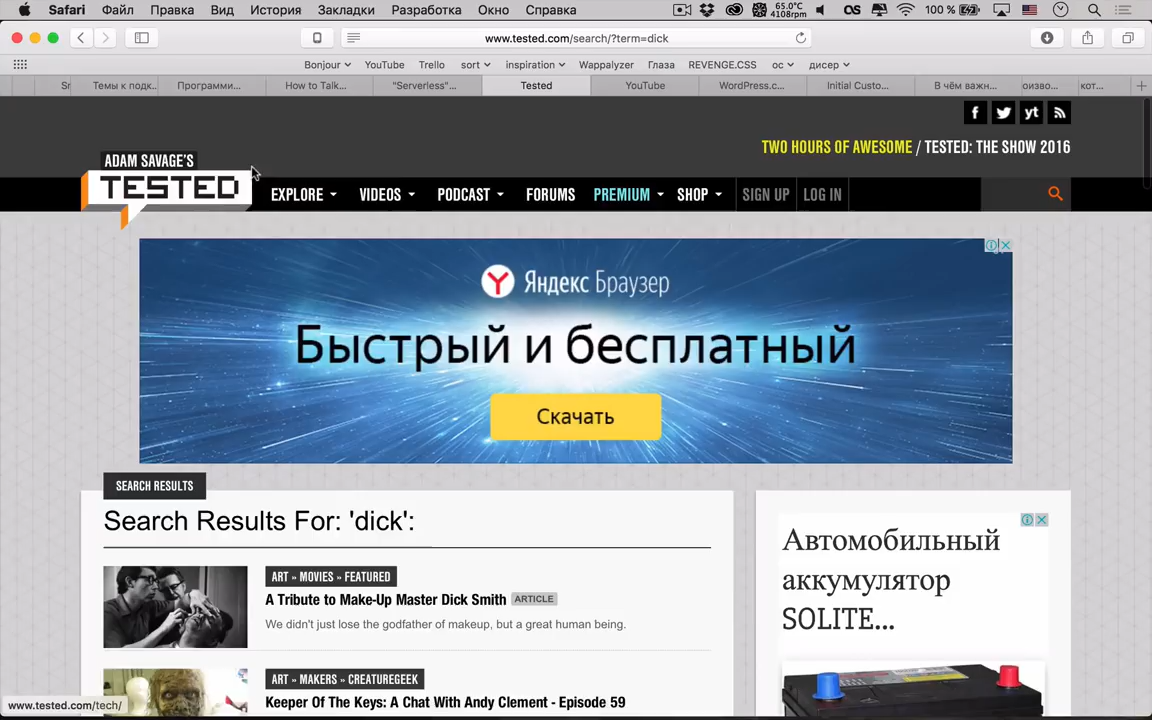 Safari Файл Правка Вид История Закладки Разработка Окно Справка 65.0°C 4108rpm 100 %
www.tested.com/search/?term=dick
Bonjour YouTube Trello sort inspiration Wappalyzer Глаза REVENGE.CSS ос дисер
Sr Темы к подк... Программи... How to Talk... "Serverless"... Tested YouTube WordPress.c... Initial Custo... В чём важн... оизво... кот...
f yt
TWO HOURS OF AWESOME / TESTED: THE SHOW 2016
ADAM SAVAGE'S
TESTED
EXPLORE VIDEOS PODCAST FORUMS PREMIUM SHOP SIGN UP LOG IN
Яндекс Браузер
Быстрый и бесплатный
Скачать
SEARCH RESULTS
Search Results For: 'dick':
ART » MOVIES » FEATURED
A Tribute to Make-Up Master Dick Smith ARTICLE
We didn't just lose the godfather of makeup, but a great human being.
ART » MAKERS » CREATUREGEEK
Keeper Of The Keys: A Chat With Andy Clement - Episode 59
Автомобильный
аккумулятор
SOLITE...
www.tested.com/tech/